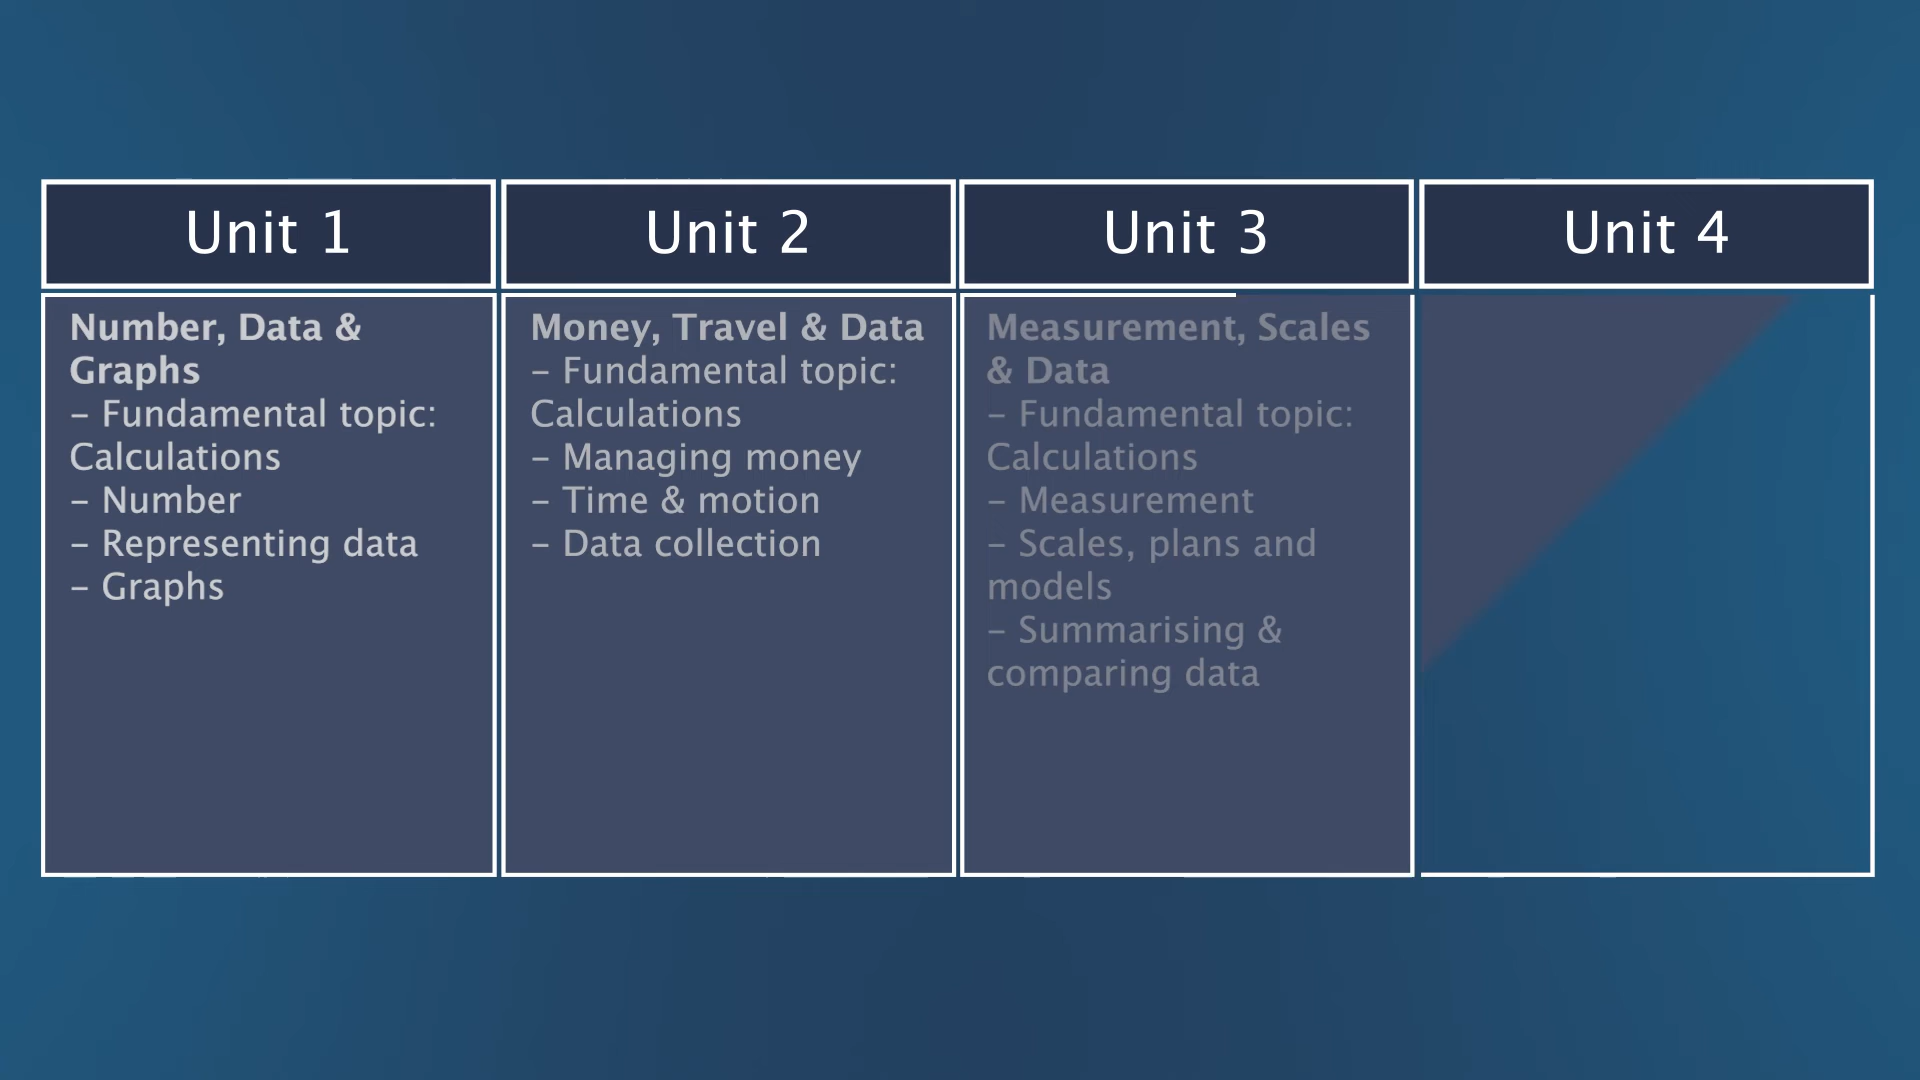 Unit 1
Number, Data &
Graphs
– Fundamental topic:
Calculations
– Number
– Representing data
– Graphs
Unit 2
Money, Travel & Data
– Fundamental topic:
Calculations
– Managing money
– Time & motion
– Data collection
Unit 3
Measurement, Scales
& Data
– Fundamental topic:
Calculations
– Measurement
– Scales, plans and
models
– Summarising &
comparing data
Unit 4